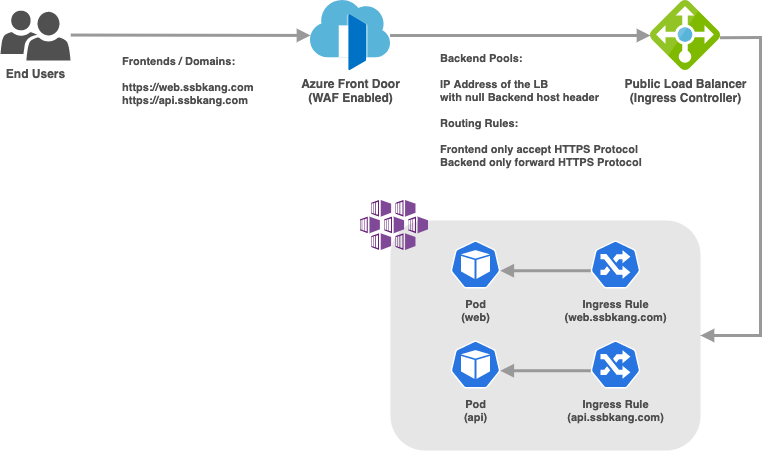 End Users
Frontends / Domains:
https://web.ssbkang.com
https://api.ssbkang.com
Azure Front Door
(WAF Enabled)
Backend Pools:
IP Address of the LB
with null Backend host header
Routing Rules:
Frontend only accept HTTPS Protocol
Backend only forward HTTPS Protocol
Public Load Balancer
(Ingress Controller)
Pod
(web)
Ingress Rule
(web.ssbkang.com)
Pod
(api)
Ingress Rule
(api.ssbkang.com)